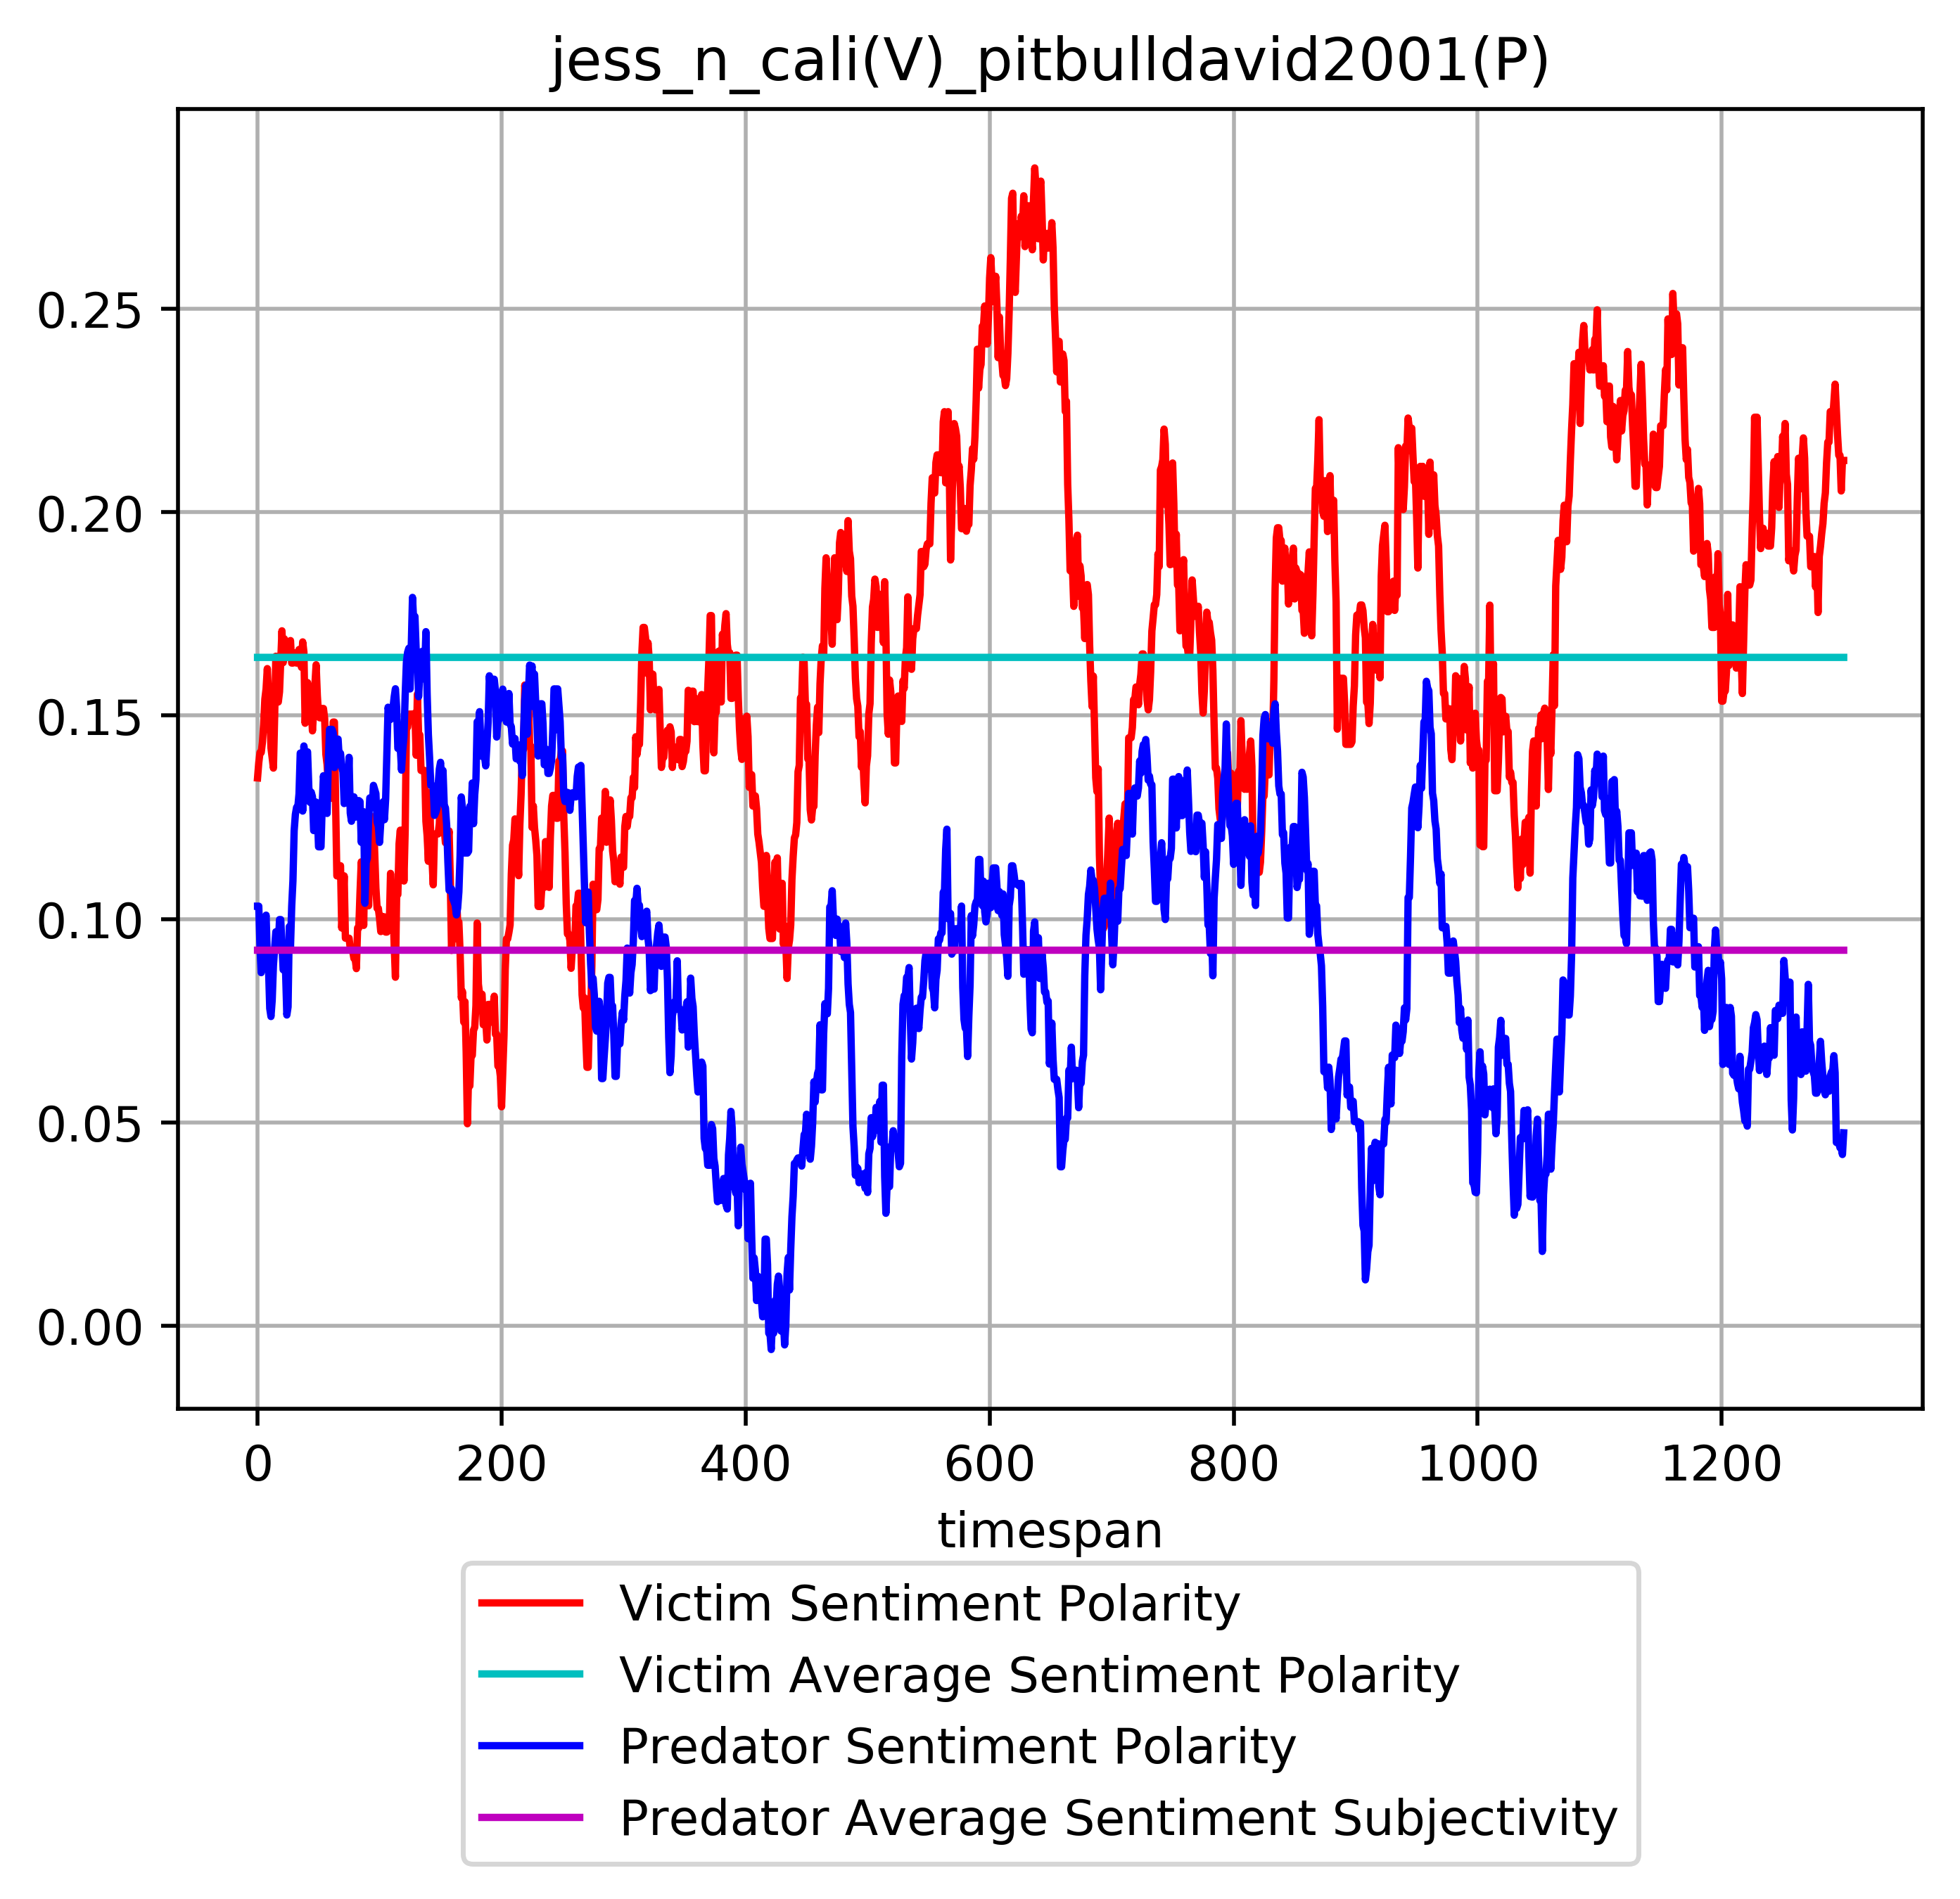 jess_n_cali(V)_pitbulldavid2001(P)
0.25
0.20
0.15
0.10
0.05
0.00
0 200 400 600 800 1000 1200
timespan
Victim Sentiment Polarity
Victim Average Sentiment Polarity
Predator Sentiment Polarity
Predator Average Sentiment Subjectivity